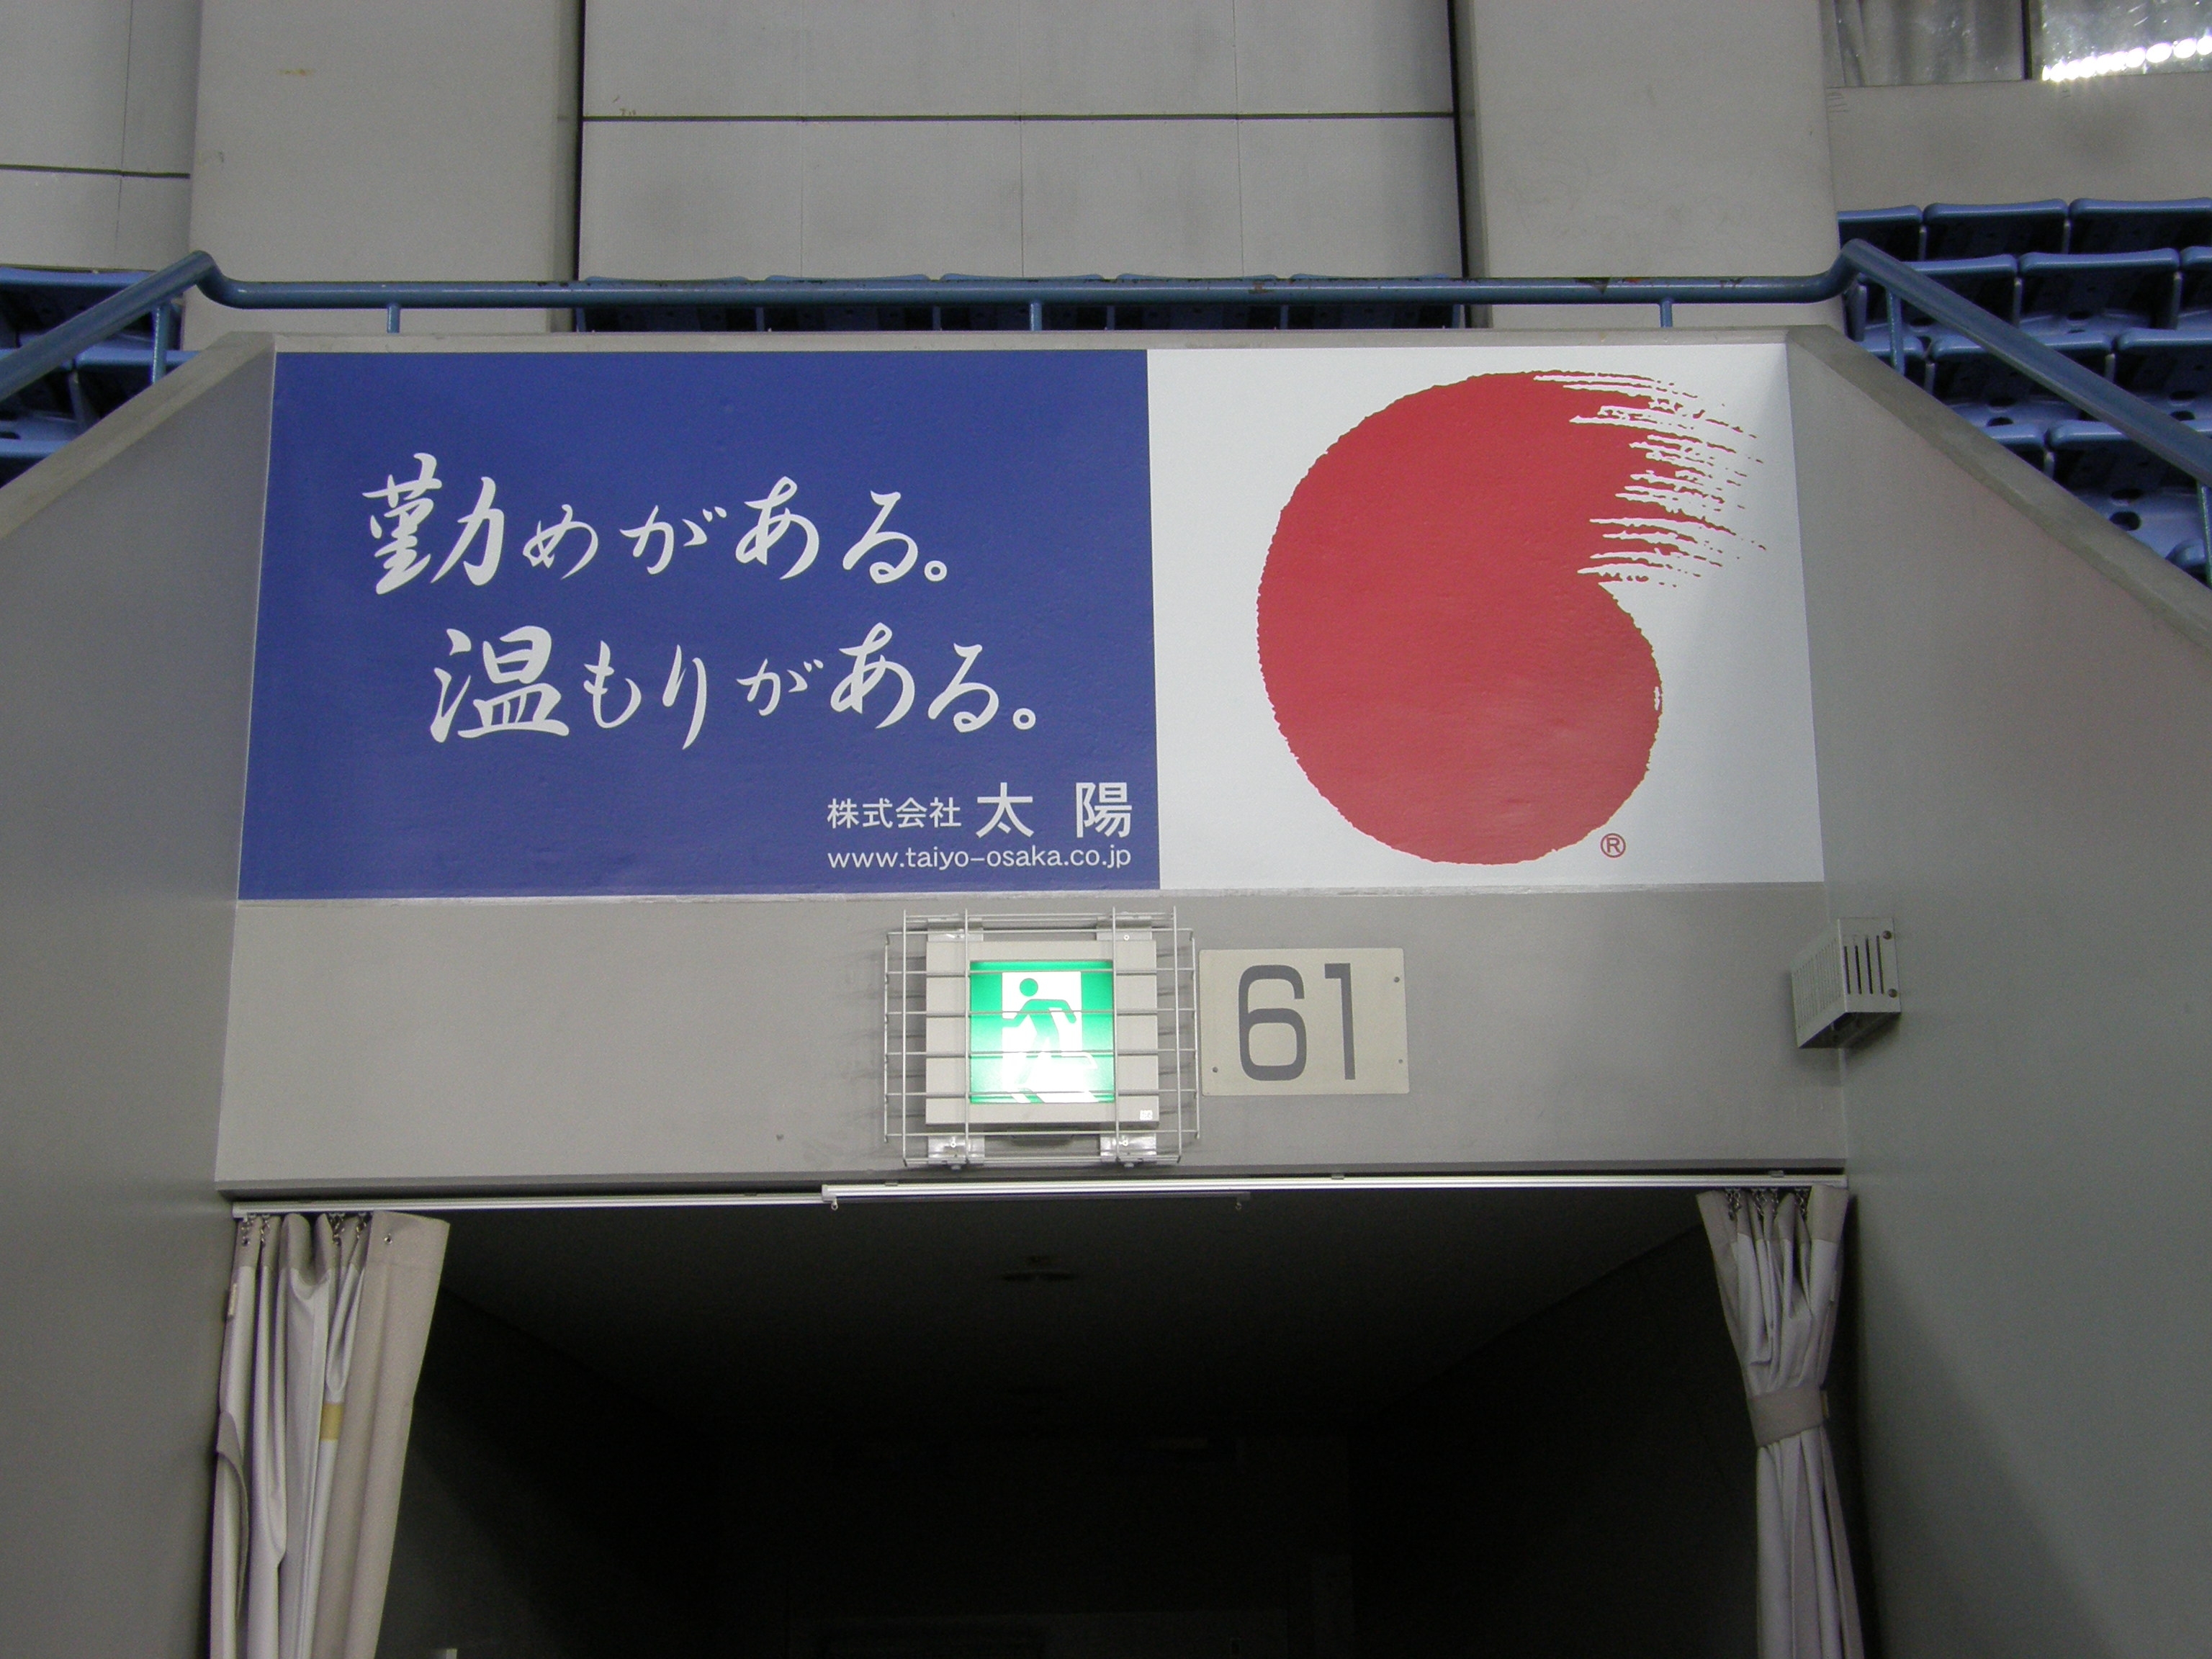 勤めがある。
温もりがある。
株式会社 太陽
www.taiyo-osaka.co.jp
®
61